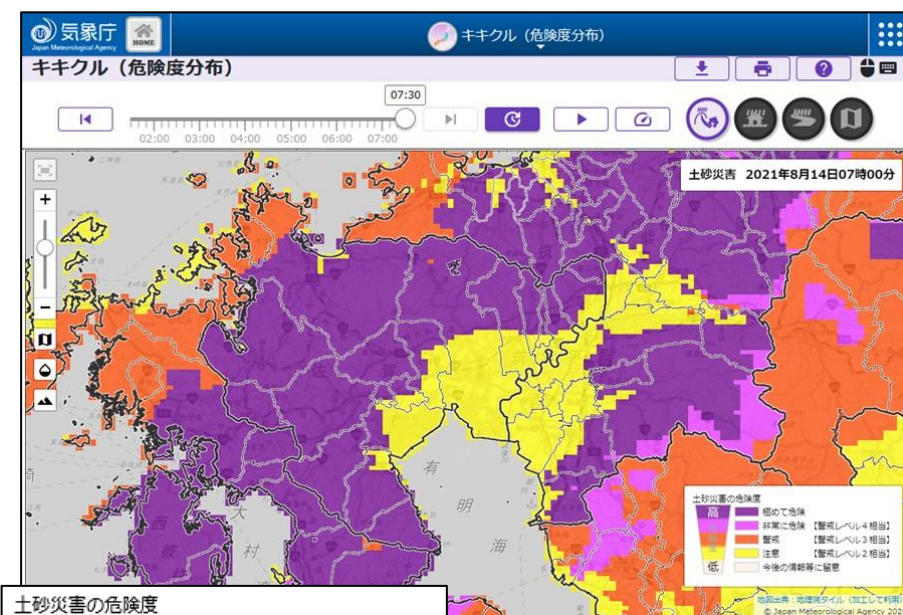 気象庁
Japan Meteorological Agency
HOME
キキクル（危険度分布）
キキクル（危険度分布）
07:30
02:00 03:00 04:00 05:00 06:00 07:00
土砂災害 2021年8月14日07時00分
佐
賀
有
明
海
大
村
西
彼
土砂災害の危険度
高
極めて危険
非常に危険 【警戒レベル４相当】
警戒 【警戒レベル３相当】
注意 【警戒レベル２相当】
低
今後の情報等に留意
地図出典：地理院タイル（加工して利用）
© Japan Meteorological Agency 202
土砂災害の危険度